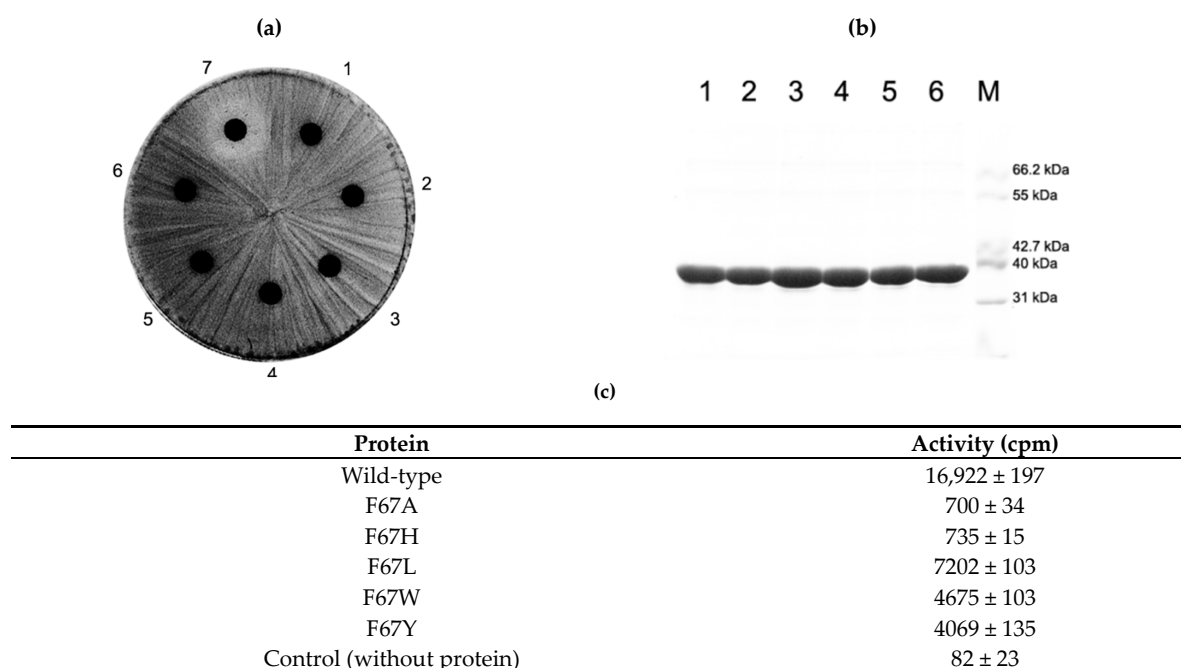 (a)
(b)
7
1
6
2
5
3
4
1 2 3 4 5 6 M
66.2 kDa
55 kDa
42.7 kDa
40 kDa
31 kDa
(c)
Protein Activity (cpm)
Wild-type 16,922 ± 197
F67A 700 ± 34
F67H 735 ± 15
F67L 7202 ± 103
F67W 4675 ± 103
F67Y 4069 ± 135
Control (without protein) 82 ± 23